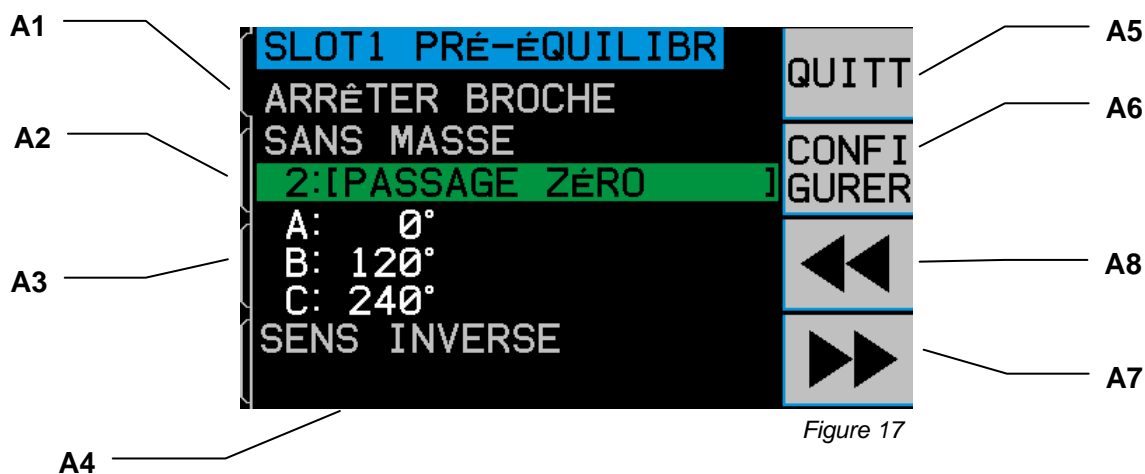 A1
A2
A3
A4
SLOT1 PRÉ-ÉQUILIBR
ARRÊTER BROCHE
SANS MASSE
2:[PASSAGE ZÉRO ]
A: 0°
B: 120°
C: 240°
SENS INVERSE
QUITT
CONFI
GURER
A5
A6
A8
A7
Figure 17